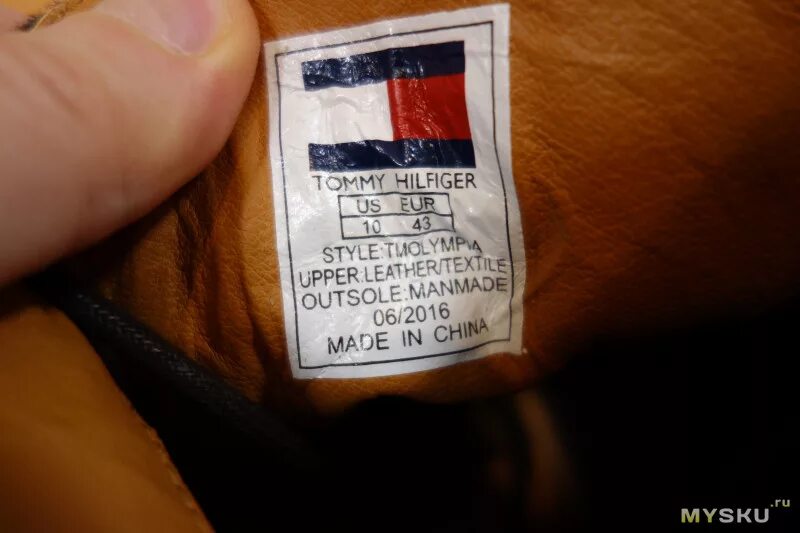 TOMMY HILFIGER
US EUR
10 43
STYLE:TMOLYMPIA
UPPER:LEATHER/TEXTILE
OUTSOLE:MANMADE
06/2016
MADE IN CHINA
MYSKU.ru